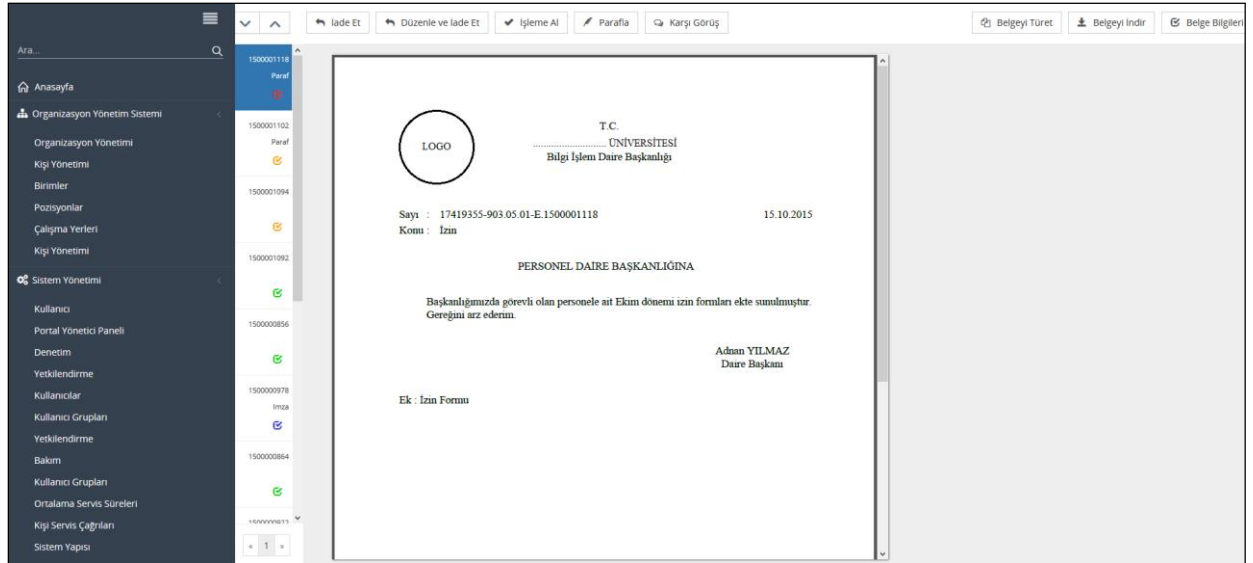 Iade Et
Düzenle ve İade Et
İşleme Al
Parafla
Karşı Görüş
Belgeyi Türet
Belgeyi İndir
Belge Bilgileri
Ara...
Anasayfa
Organizasyon Yönetim Sistemi
Organizasyon Yönetimi
Kişi Yönetimi
Birimler
Pozisyonlar
Çalışma Yerleri
Kişi Yönetimi
Sistem Yönetimi
Kullanıcı
Portal Yönetici Paneli
Denetim
Yetkilendirme
Kullanıcılar
Kullanıcı Grupları
Yetkilendirme
Bakım
Kullanıcı Grupları
Ortalama Servis Süreleri
Kişi Servis Çağrıları
Sistem Yapısı
1500001118
Paraf
1500001102
Paraf
1500001094
1500001092
1500000856
1500000978
Imza
1500000864
« 1 »
LOGO
T.C.
........................... ÜNİVERSİTESİ
Bilgi İşlem Daire Başkanlığı
Sayı : 17419355-903.05.01-E.1500001118 15.10.2015
Konu : İzin
PERSONEL DAİRE BAŞKANLIĞINA
Başkanlığımızda görevli olan personele ait Ekim dönemi izin formları ekte sunulmuştur.
Gereğini arz ederim.
Adnan YILMAZ
Daire Başkanı
Ek : İzin Formu